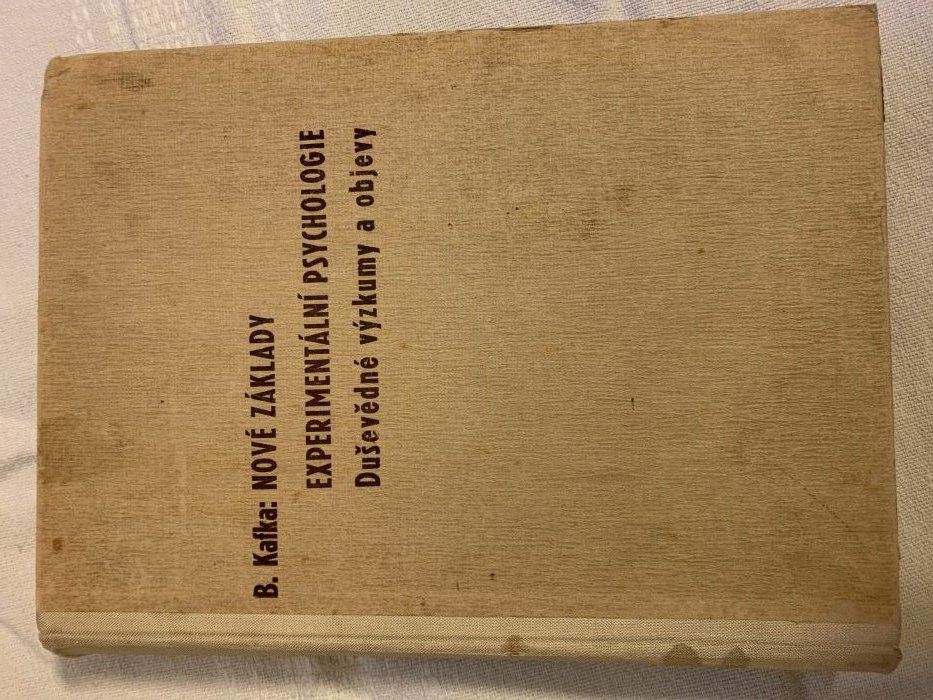 B. Kafka: NOVÉ ZÁKLADY
EXPERIMENTÁLNÍ PSYCHOLOGIE
Duševědné výzkumy a objevy